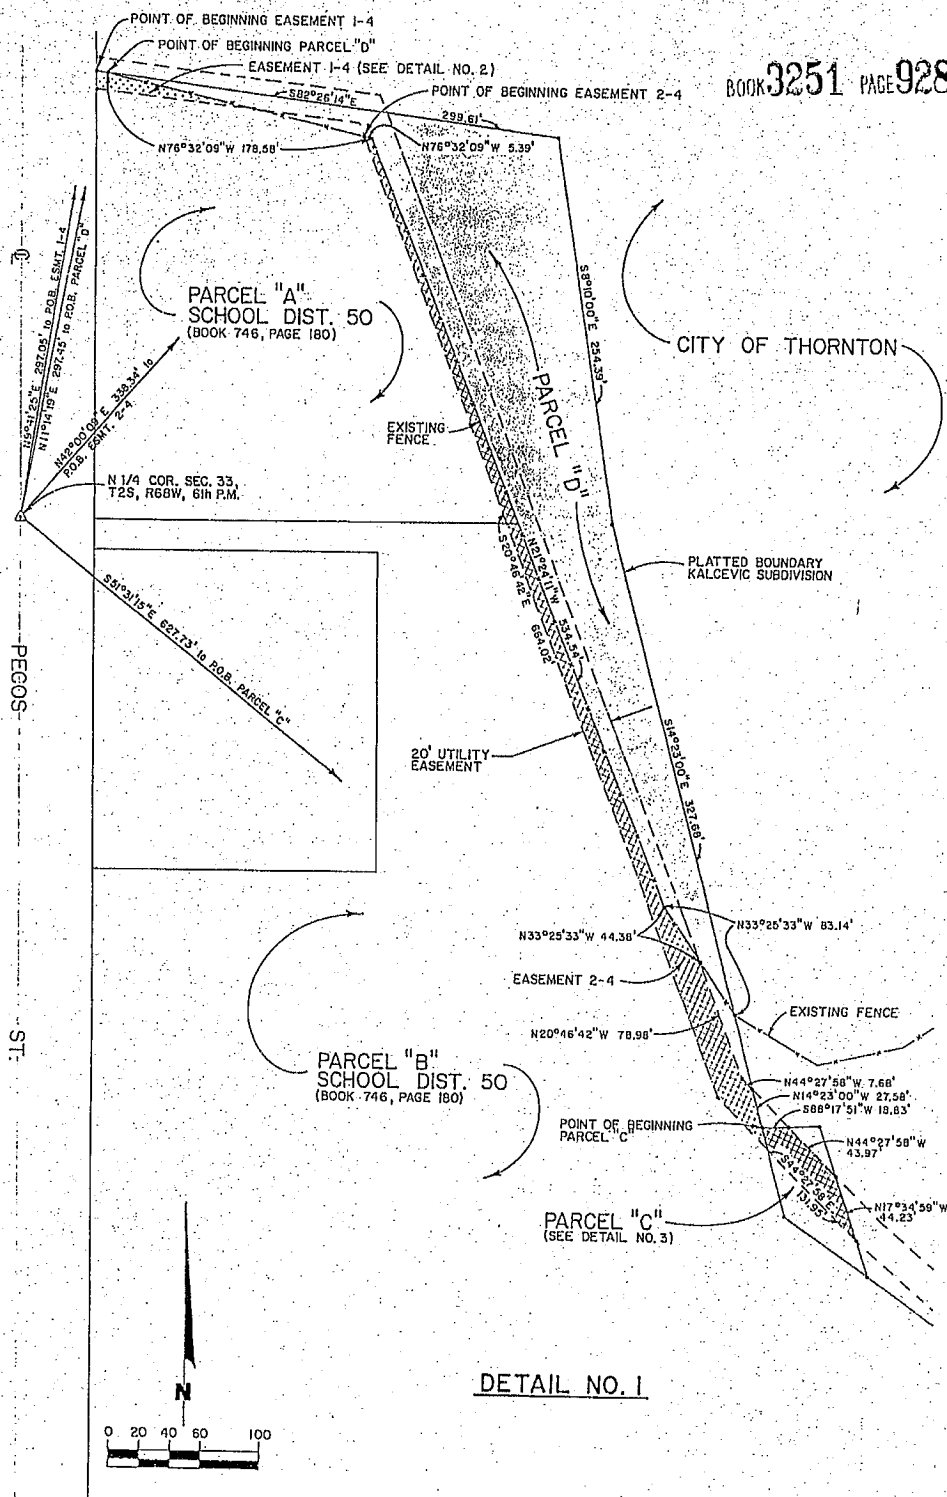 POINT OF BEGINNING EASEMENT 1-4
POINT OF BEGINNING PARCEL "D"
EASEMENT 1-4 (SEE DETAIL NO. 2)
BOOK 3251 PAGE 928
S82°26'14"E
POINT OF BEGINNING EASEMENT 2-4
299.61'
N76°32'09"W 178.58'
N76°32'09"W 5.39'
N9°41'25"E 297.05' to P.O.B. ESMT. 1-4
N11°14'19"E 297.45' to P.O.B. PARCEL "D"
℄
PARCEL "A"
SCHOOL DIST. 50
(BOOK 746, PAGE 180)
N42°00'09"E 338.34' to
P.O.B. ESMT. 2-4
S8°10'00"E 254.39'
CITY OF THORNTON
PARCEL "D"
EXISTING
FENCE
N 1/4 COR. SEC. 33,
T2S, R68W, 6th P.M.
S20°46'42"E 664.02'
N21°24'11"W 534.54'
PLATTED BOUNDARY
KALCEVIC SUBDIVISION
S51°31'15"E 627.73' to P.O.B. PARCEL "C"
PECOS ST.
20' UTILITY
EASEMENT
S14°23'00"E 327.68'
N33°25'33"W 44.38'
N33°25'33"W 83.14'
EASEMENT 2-4
EXISTING FENCE
N20°46'42"W 78.98'
PARCEL "B"
SCHOOL DIST. 50
(BOOK 746, PAGE 180)
N44°27'58"W 7.68'
N14°23'00"W 27.58'
S88°17'51"W 18.83'
POINT OF BEGINNING
PARCEL "C"
N44°27'58"W
43.97'
S44°27'58"E
131.95'
N17°34'59"W
44.23'
PARCEL "C"
(SEE DETAIL NO. 3)
DETAIL NO. 1
N
0 20 40 60 100